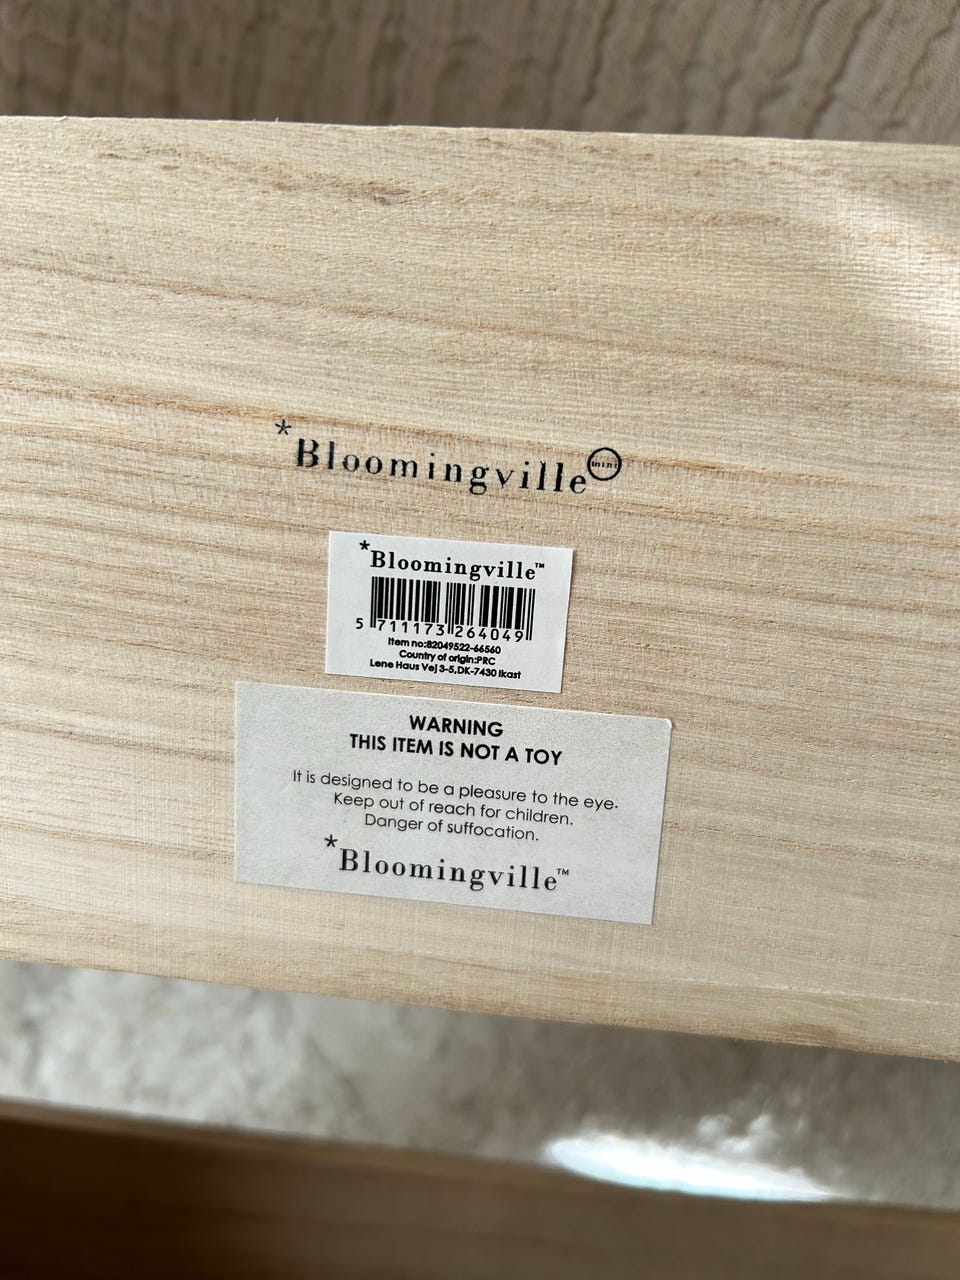 *Bloomingville mini
*Bloomingville™
5 711173 264049
Item no:82049522-66560
Country of origin:PRC
Lene Haus Vej 3-5,DK-7430 Ikast
WARNING
THIS ITEM IS NOT A TOY
It is designed to be a pleasure to the eye.
Keep out of reach for children.
Danger of suffocation.
*Bloomingville™